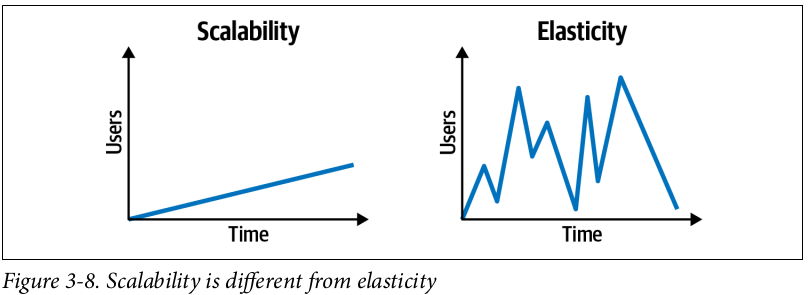 Scalability
Users
Time
Elasticity
Users
Time
Figure 3-8. Scalability is different from elasticity